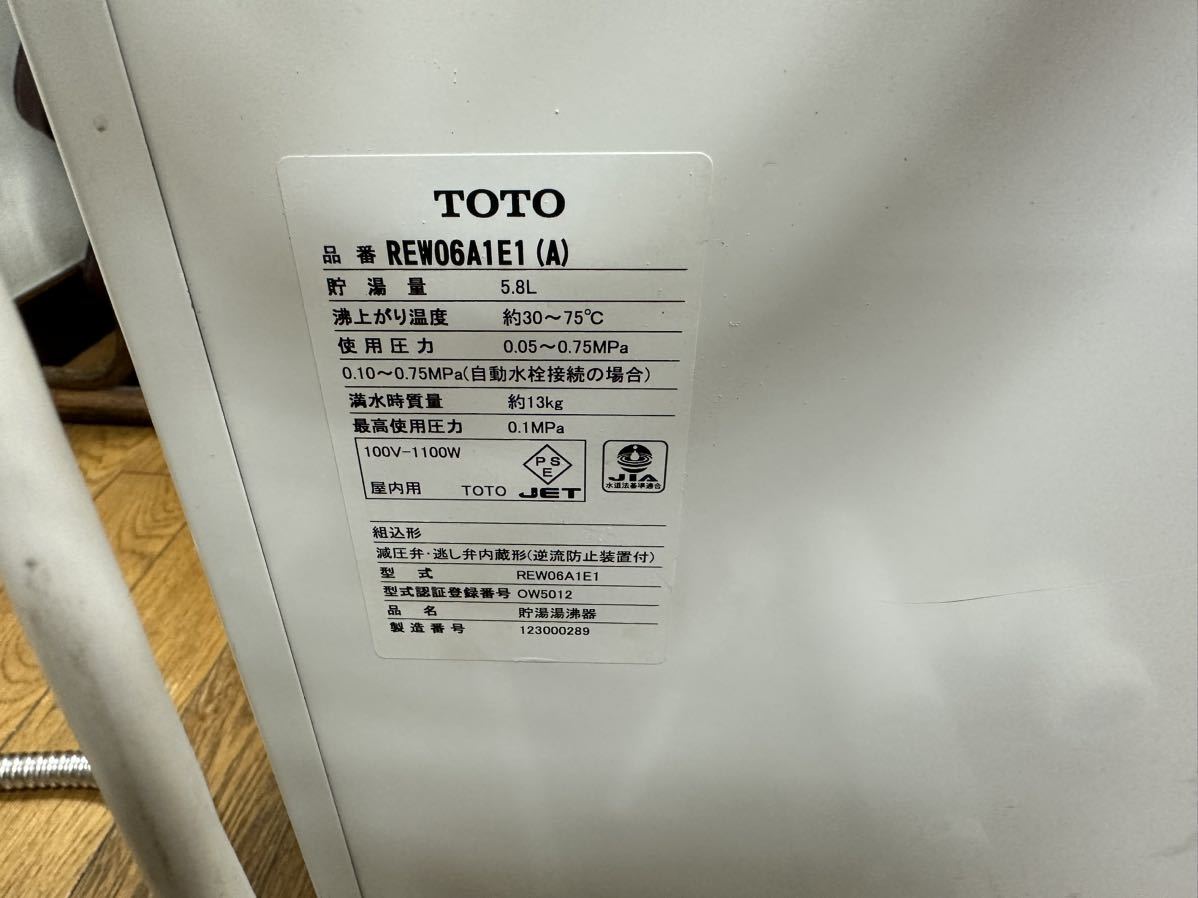 TOTO
品番 REW06A1E1(A)
貯湯量 5.8L
沸上がり温度 約30～75℃
使用圧力 0.05～0.75MPa
0.10～0.75MPa(自動水栓接続の場合)
満水時質量 約13kg
最高使用圧力 0.1MPa
100V-1100W
PSE
屋内用 TOTO JET
JIA
水道法基準適合
組込形
減圧弁・逃し弁内蔵形(逆流防止装置付)
型式 REW06A1E1
型式認証登録番号 OW5012
品名 貯湯湯沸器
製造番号 123000289